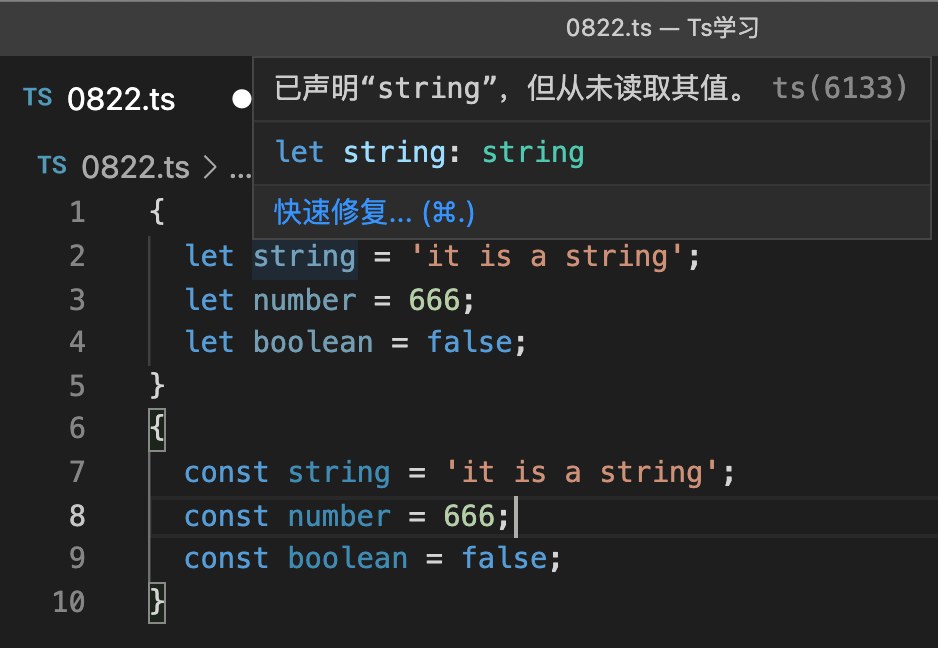 0822.ts — Ts学习
TS 0822.ts
已声明“string”，但从未读取其值。 ts(6133)
TS 0822.ts > ...
let string: string
快速修复... (⌘.)
1 {
2 let string = 'it is a string';
3 let number = 666;
4 let boolean = false;
5 }
6 {
7 const string = 'it is a string';
8 const number = 666;
9 const boolean = false;
10 }